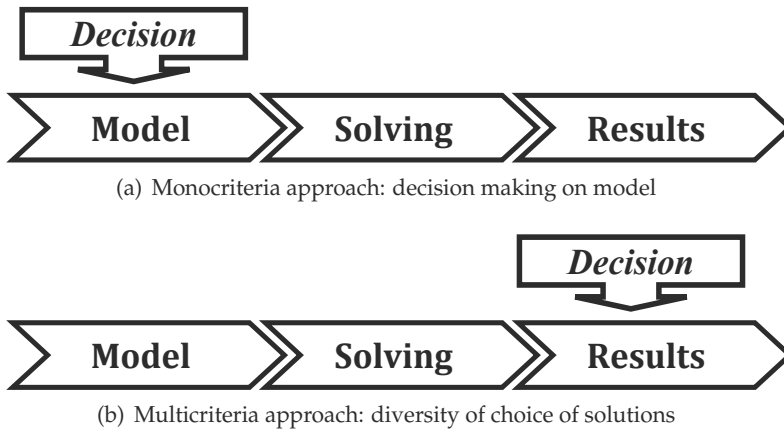 Decision
Model Solving Results
(a) Monocriteria approach: decision making on model
Decision
Model Solving Results
(b) Multicriteria approach: diversity of choice of solutions